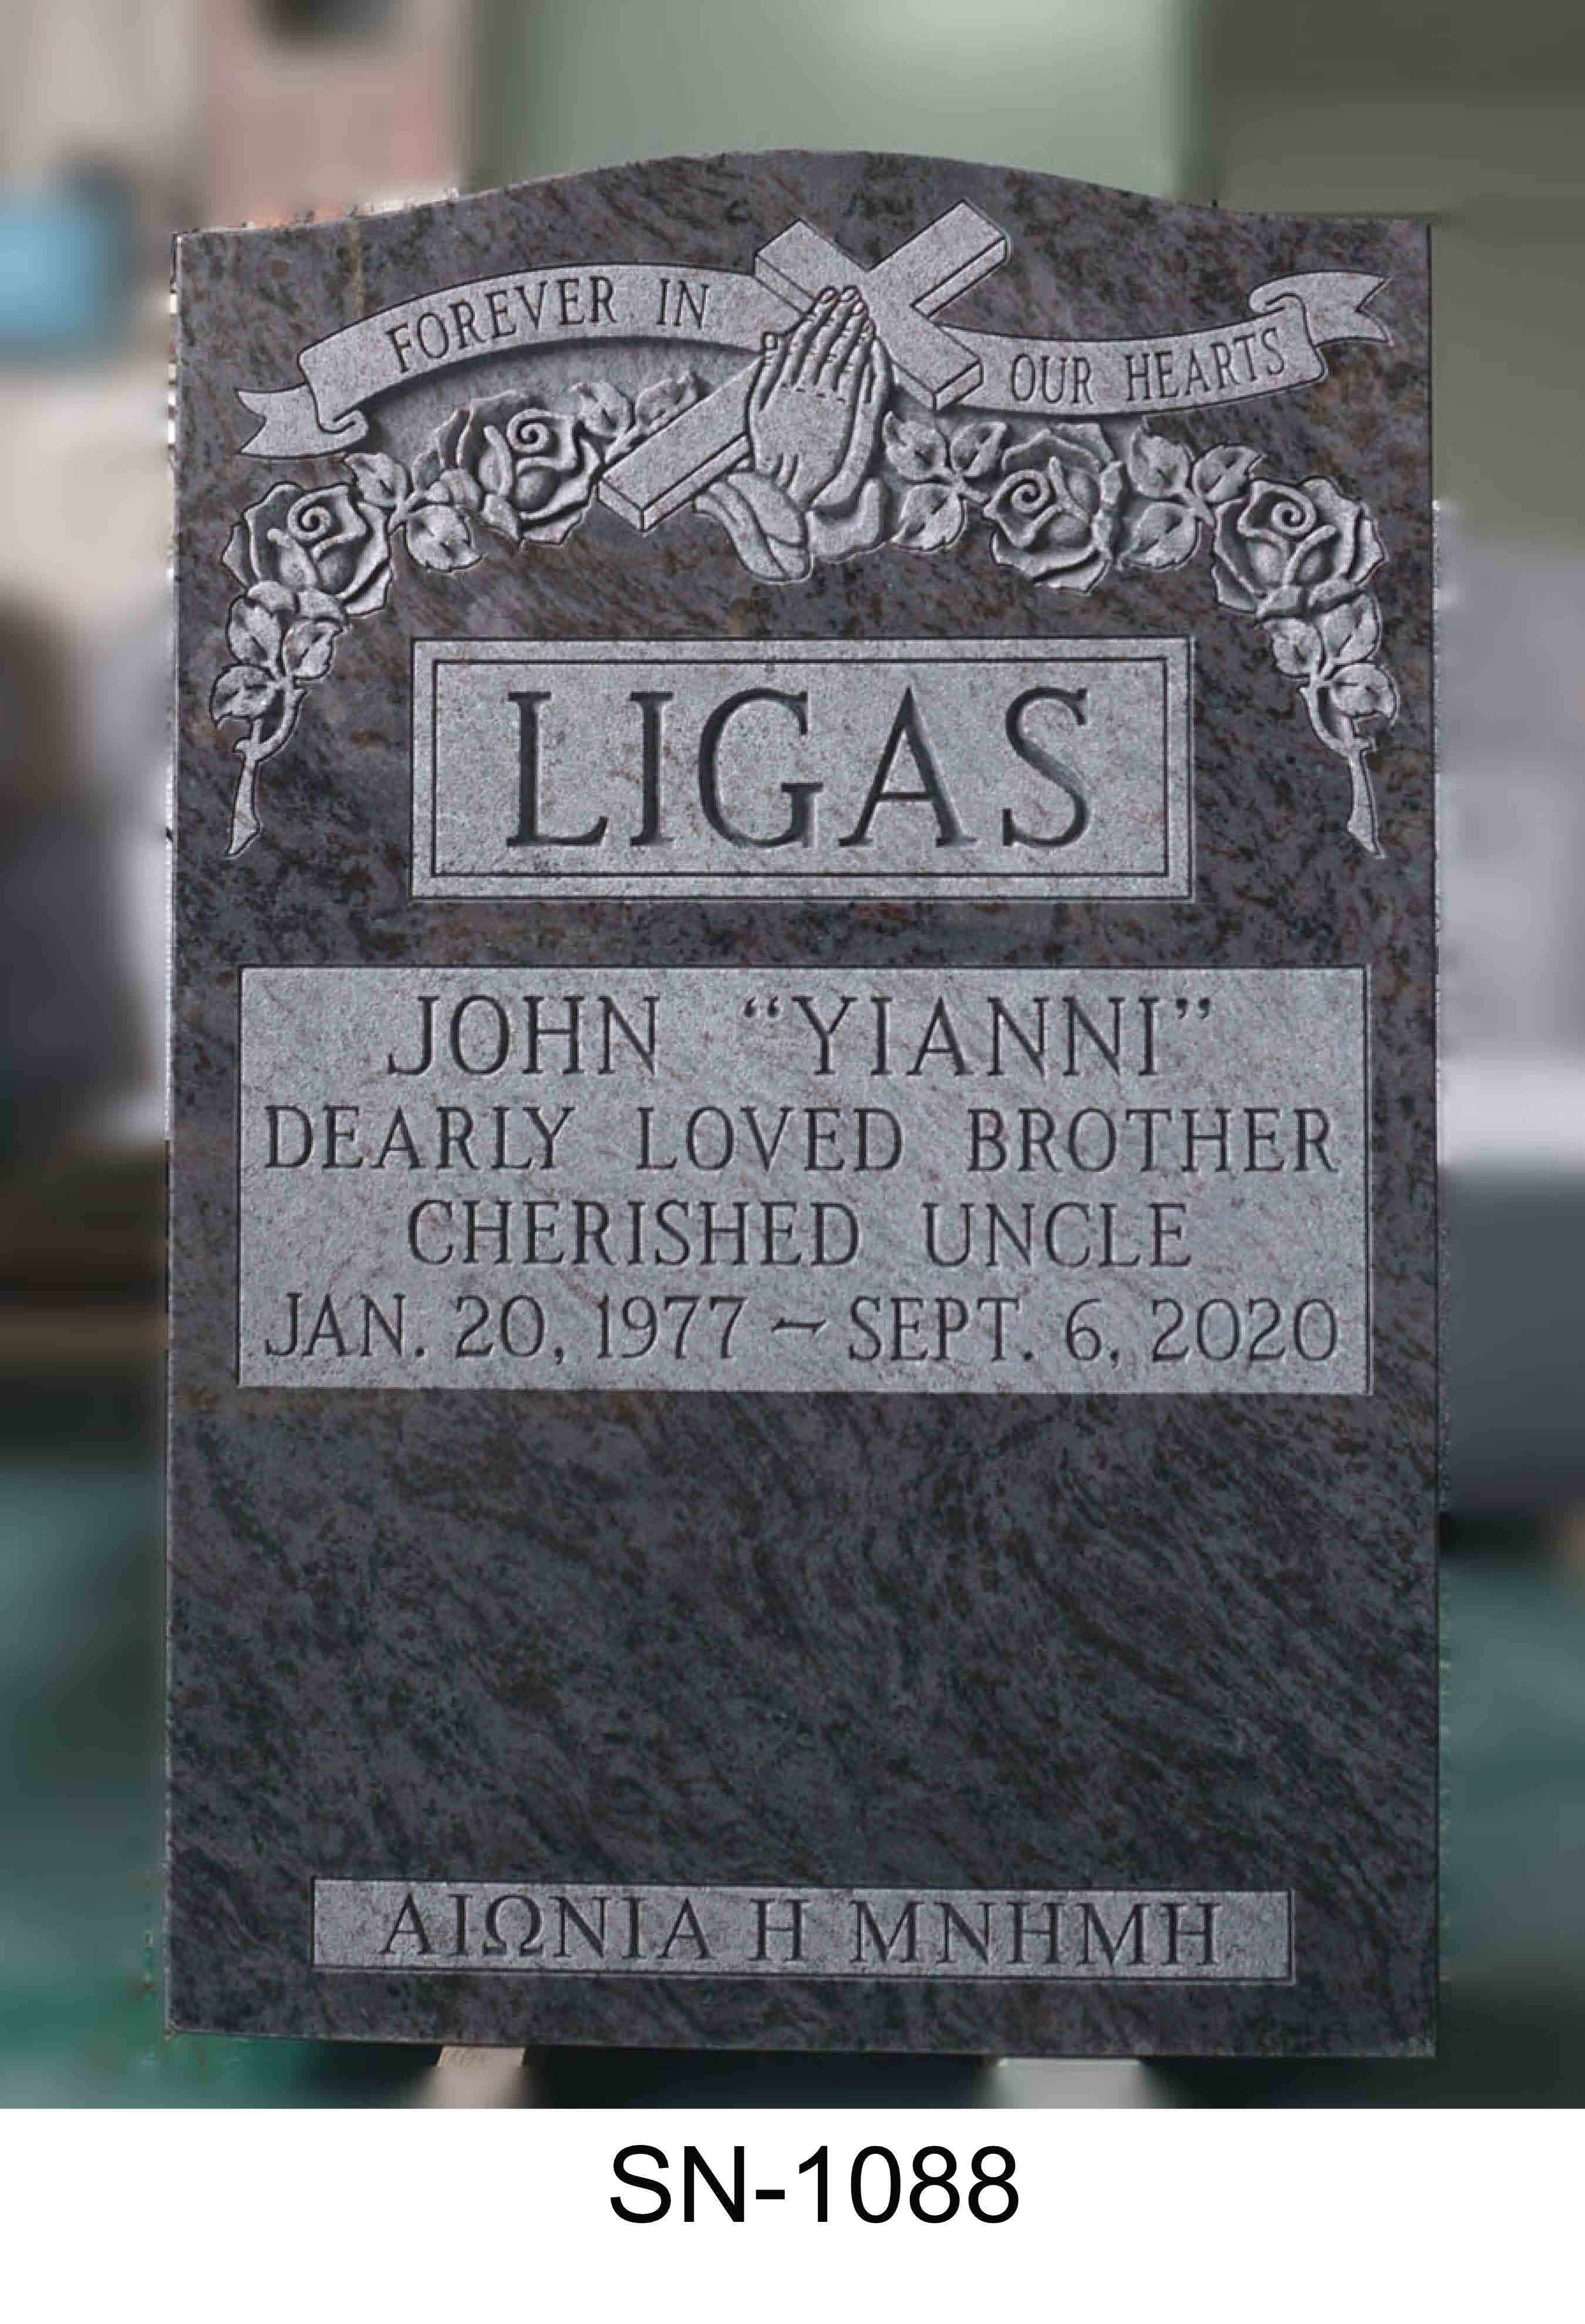 FOREVER IN OUR HEARTS
LIGAS
JOHN “YIANNI”
DEARLY LOVED BROTHER
CHERISHED UNCLE
JAN. 20, 1977 – SEPT. 6, 2020
ΑΙΩΝΙΑ Η ΜΝΗΜΗ
SN-1088